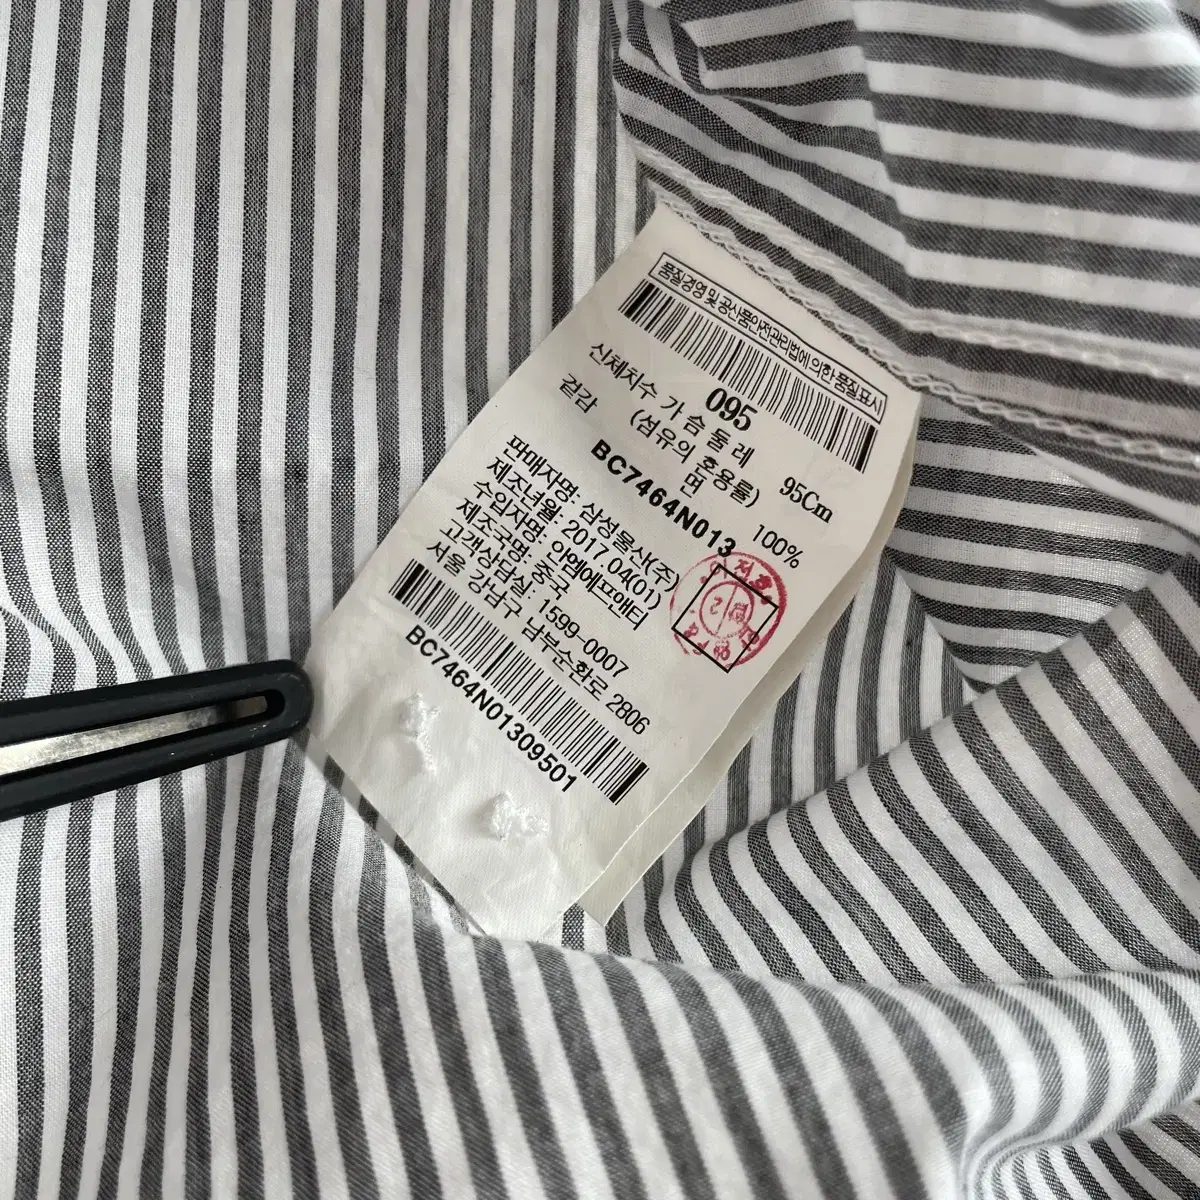 품질경영 및 공산품안전관리법에 의한 품질표시
095
신체치수 가슴둘레 95Cm
겉감 (섬유의 혼용률)
면 100%
BC7464N013
판매자명: 삼성물산(주)
제조년월: 2017.04(01)
수입자명: 아엠에프앤티
제조국명: 중국
고객상담실: 1599-0007
서울 강남구 남부순환로 2806
BC7464N01309501